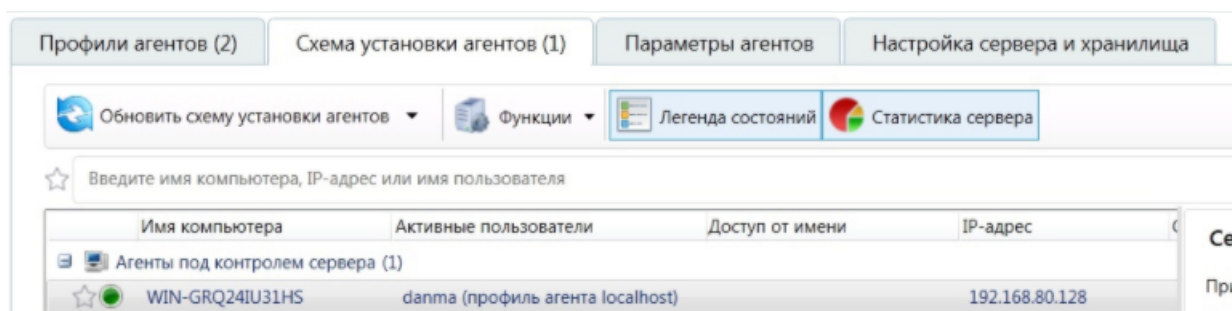 Профили агентов (2) Схема установки агентов (1) Параметры агентов Настройка сервера и хранилища
Обновить схему установки агентов Функции Легенда состояний Статистика сервера
Введите имя компьютера, IP-адрес или имя пользователя
Имя компьютера Активные пользователи Доступ от имени IP-адрес
Агенты под контролем сервера (1)
WIN-GRQ24IU31HS danma (профиль агента localhost) 192.168.80.128